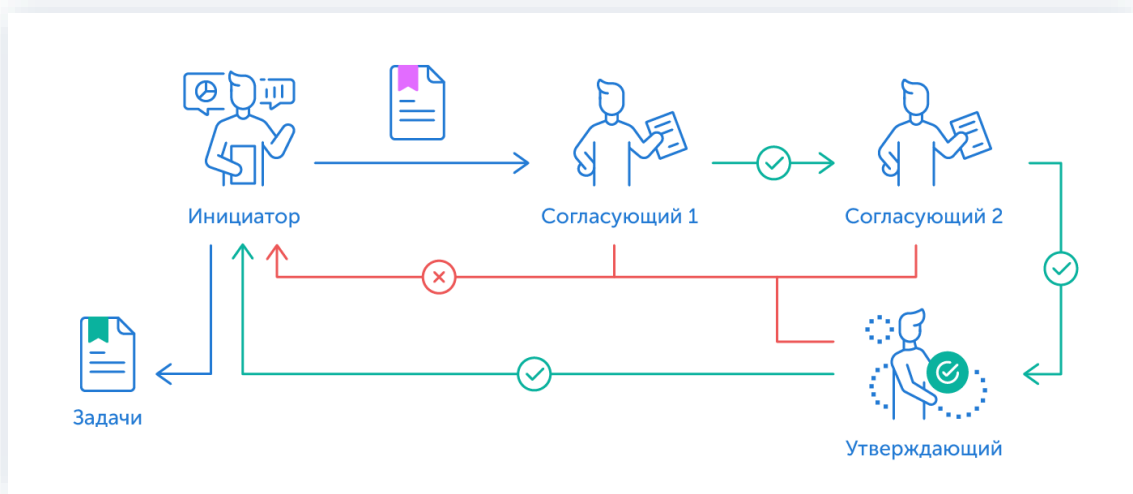 Инициатор
Согласующий 1
Согласующий 2
Задачи
Утверждающий